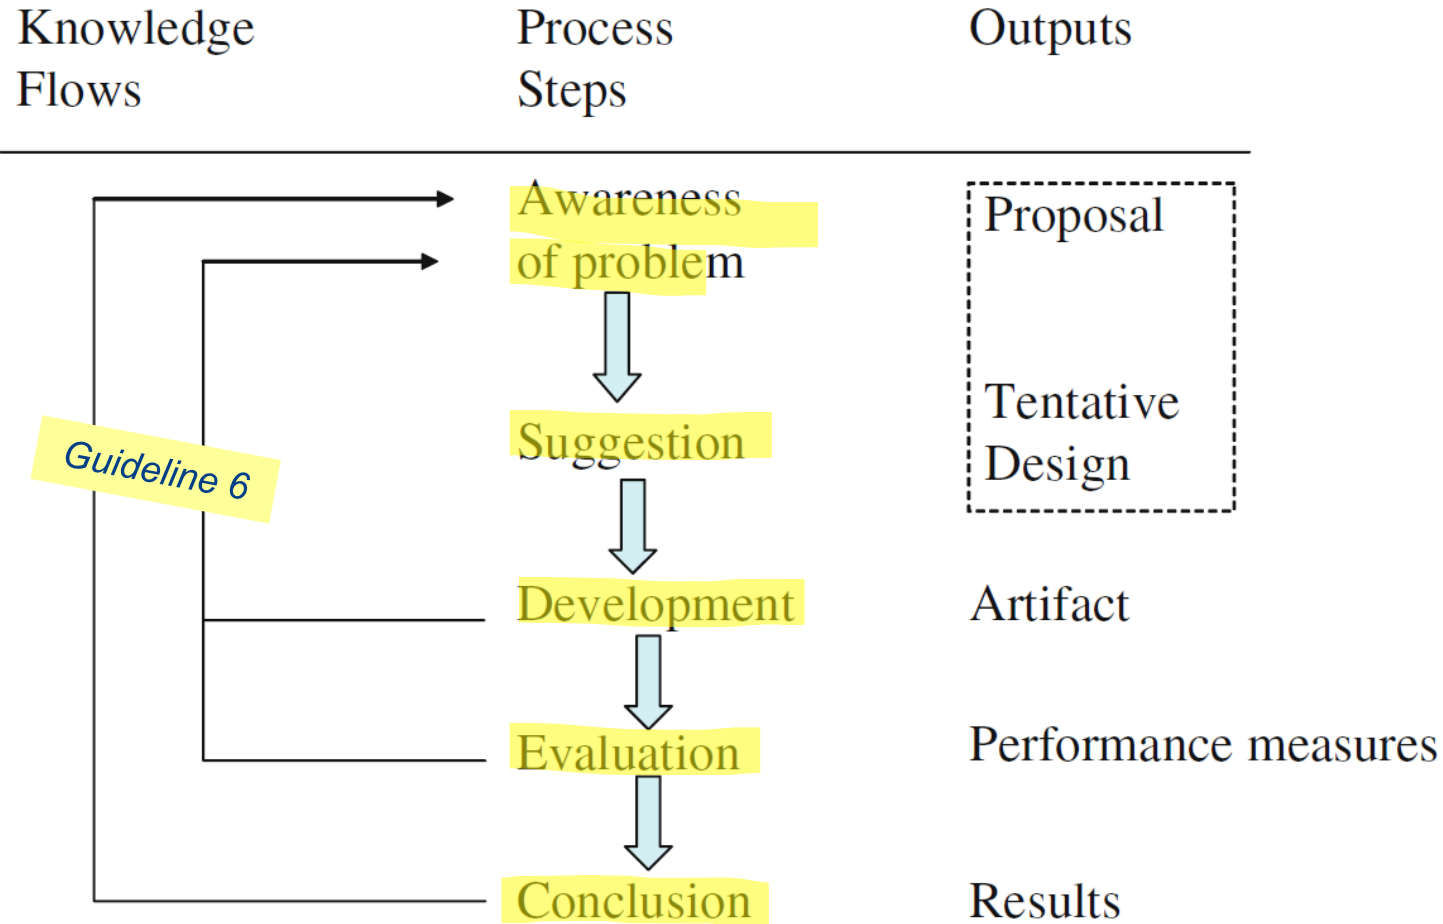 Knowledge Flows
Process Steps
Outputs
Awareness of problem
Proposal
Suggestion
Tentative Design
Guideline 6
Development
Artifact
Evaluation
Performance measures
Conclusion
Results